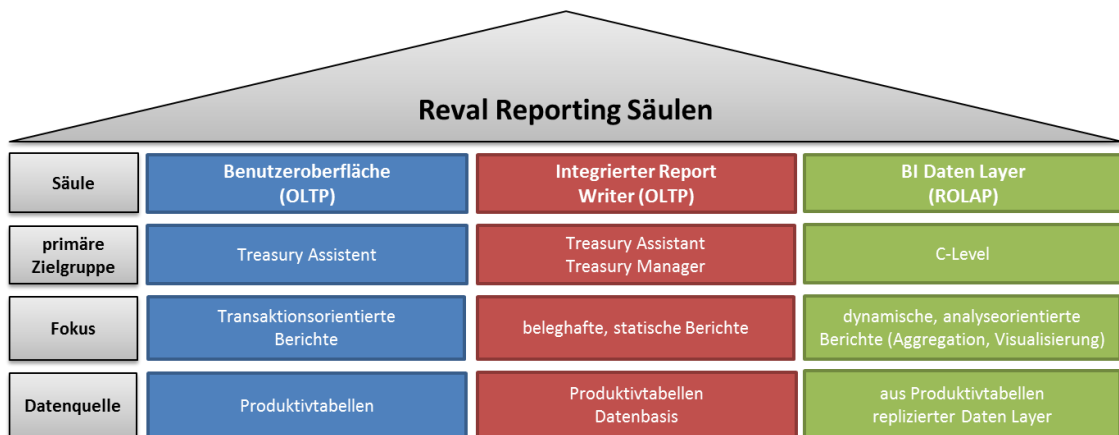 Reval Reporting Säulen
Säule
Benutzeroberfläche
(OLTP)
Integrierter Report
Writer (OLTP)
BI Daten Layer
(ROLAP)
primäre
Zielgruppe
Treasury Assistent
Treasury Assistant
Treasury Manager
C-Level
Fokus
Transaktionsorientierte
Berichte
beleghafte, statische Berichte
dynamische, analyseorientierte
Berichte (Aggregation, Visualisierung)
Datenquelle
Produktivtabellen
Produktivtabellen
Datenbasis
aus Produktivtabellen
replizierter Daten Layer